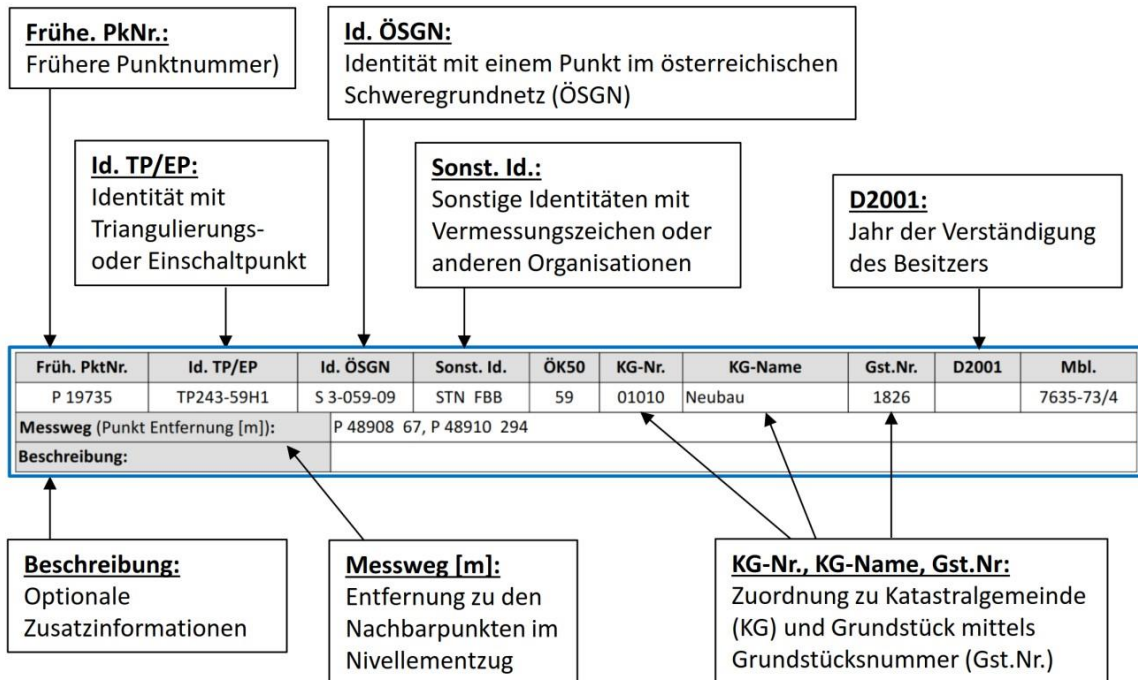 Frühe. PkNr.:
Frühere Punktnummer)
Id. ÖSGN:
Identität mit einem Punkt im österreichischen
Schweregrundnetz (ÖSGN)
Id. TP/EP:
Identität mit
Triangulierungs-
oder Einschaltpunkt
Sonst. Id.:
Sonstige Identitäten mit
Vermessungszeichen oder
anderen Organisationen
D2001:
Jahr der Verständigung
des Besitzers
Früh. PktNr. Id. TP/EP Id. ÖSGN Sonst. Id. ÖK50 KG-Nr. KG-Name Gst.Nr. D2001 Mbl.
P 19735 TP243-59H1 S 3-059-09 STN FBB 59 01010 Neubau 1826 7635-73/4
Messweg (Punkt Entfernung [m]): P 48908 67, P 48910 294
Beschreibung:
Beschreibung:
Optionale
Zusatzinformationen
Messweg [m]:
Entfernung zu den
Nachbarpunkten im
Nivellementzug
KG-Nr., KG-Name, Gst.Nr:
Zuordnung zu Katastralgemeinde
(KG) und Grundstück mittels
Grundstücksnummer (Gst.Nr.)